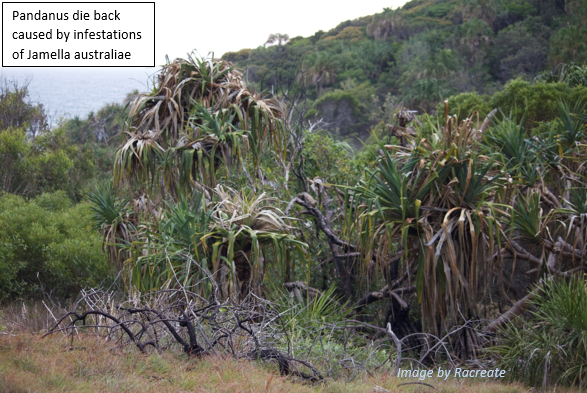 Pandanus die back
caused by infestations
of Jamella australiae
Image by Racreate